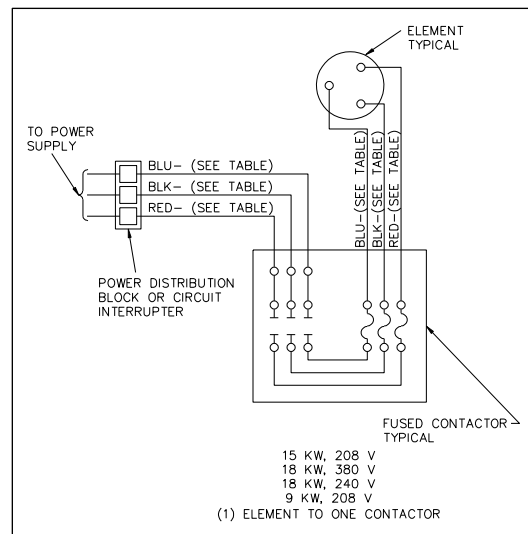 ELEMENT
TYPICAL
TO POWER
SUPPLY
BLU- (SEE TABLE)
BLK- (SEE TABLE)
RED- (SEE TABLE)
BLU-(SEE TABLE)
BLK-(SEE TABLE)
RED-(SEE TABLE)
POWER DISTRIBUTION
BLOCK OR CIRCUIT
INTERRUPTER
FUSED CONTACTOR
TYPICAL
15 KW, 208 V
18 KW, 380 V
18 KW, 240 V
9 KW, 208 V
(1) ELEMENT TO ONE CONTACTOR